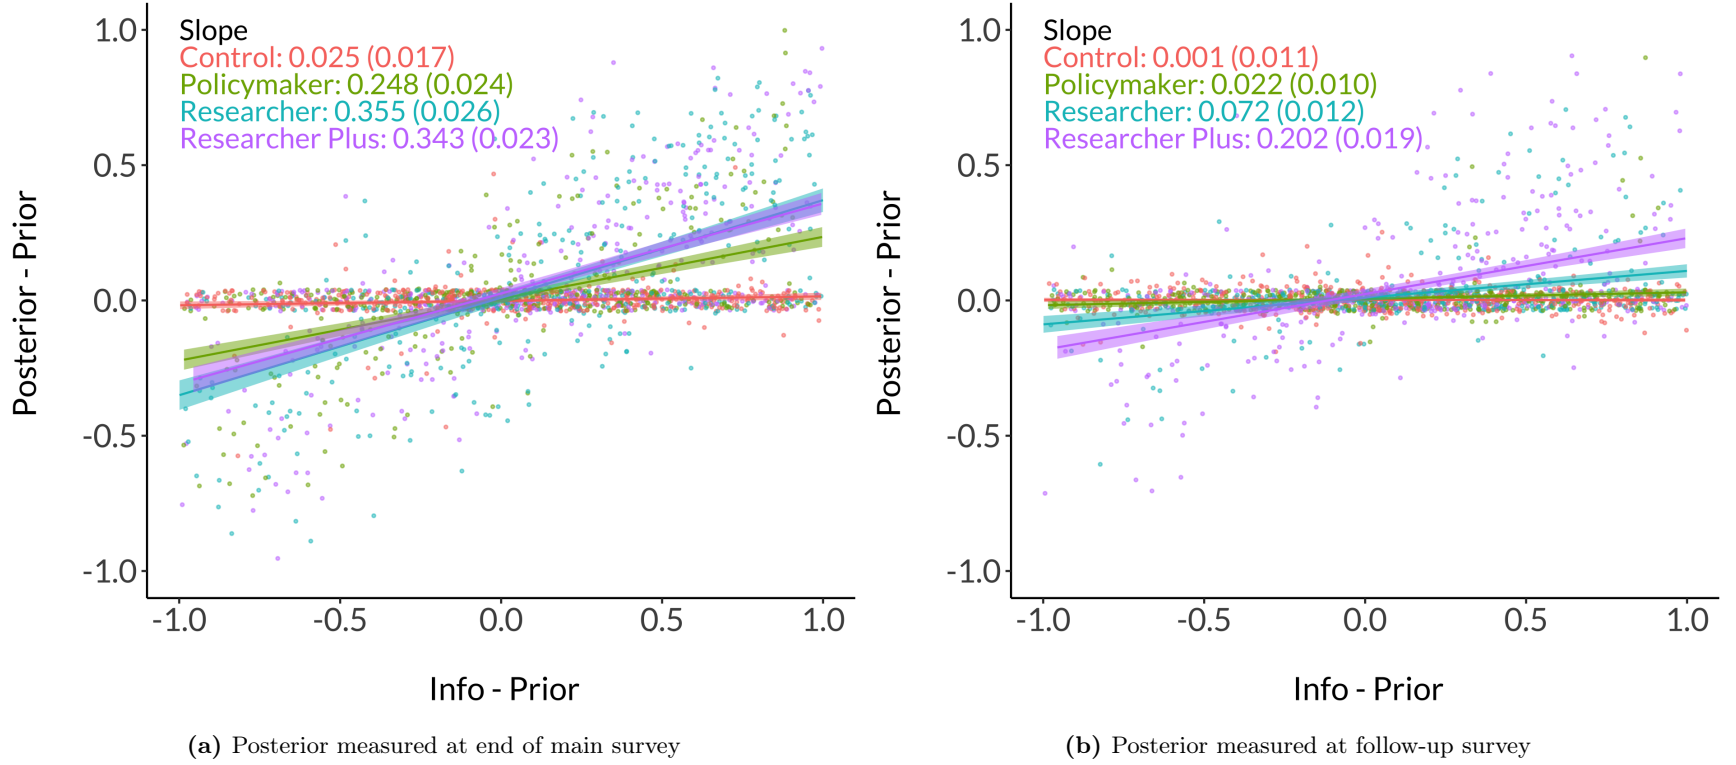 Slope
Control: 0.025 (0.017)
Policymaker: 0.248 (0.024)
Researcher: 0.355 (0.026)
Researcher Plus: 0.343 (0.023)
1.0
0.5
0.0
-0.5
-1.0
Posterior - Prior
-1.0 -0.5 0.0 0.5 1.0
Info - Prior
(a) Posterior measured at end of main survey
Slope
Control: 0.001 (0.011)
Policymaker: 0.022 (0.010)
Researcher: 0.072 (0.012)
Researcher Plus: 0.202 (0.019)
1.0
0.5
0.0
-0.5
-1.0
Posterior - Prior
-1.0 -0.5 0.0 0.5 1.0
Info - Prior
(b) Posterior measured at follow-up survey